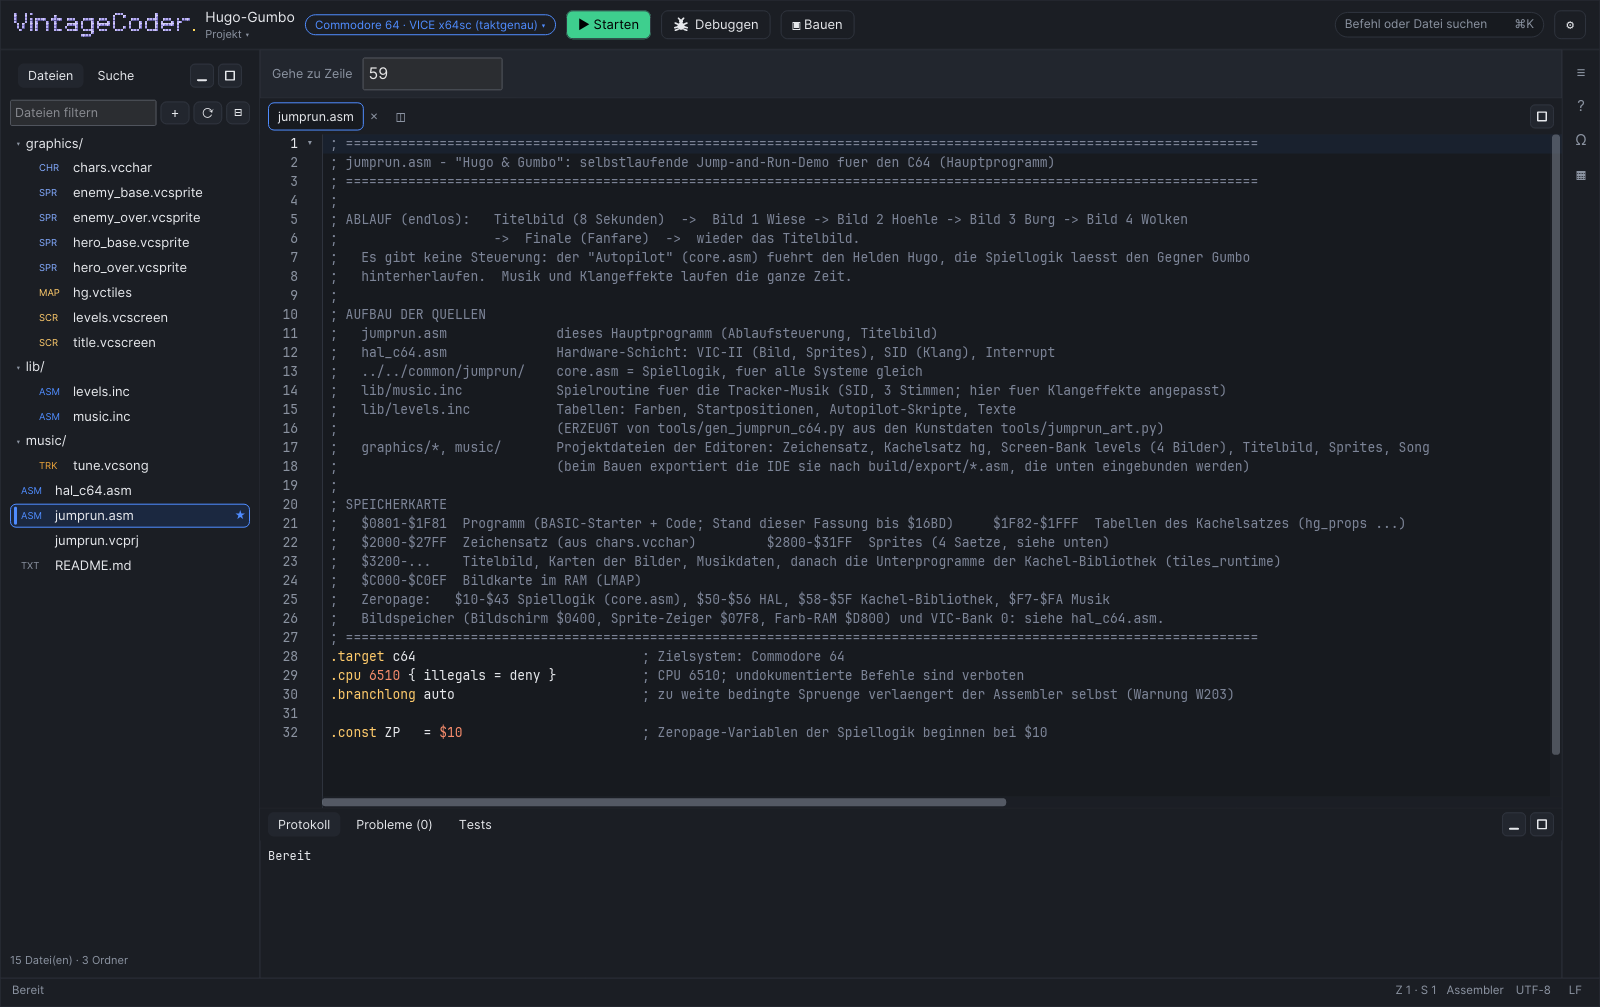 VintageCoder.
Hugo-Gumbo
Projekt
Commodore 64 · VICE x64sc (taktgenau)
Starten
Debuggen
Bauen
Befehl oder Datei suchen ⌘K
Dateien Suche
Dateien filtern
graphics/
CHR chars.vcchar
SPR enemy_base.vcsprite
SPR enemy_over.vcsprite
SPR hero_base.vcsprite
SPR hero_over.vcsprite
MAP hg.vctiles
SCR levels.vcscreen
SCR title.vcscreen
lib/
ASM levels.inc
ASM music.inc
music/
TRK tune.vcsong
ASM hal_c64.asm
ASM jumprun.asm ★
jumprun.vcprj
TXT README.md
15 Datei(en) · 3 Ordner
Gehe zu Zeile 59
jumprun.asm ×
1 ; =====================================================================================================================
2 ; jumprun.asm - "Hugo & Gumbo": selbstlaufende Jump-and-Run-Demo fuer den C64 (Hauptprogramm)
3 ; =====================================================================================================================
4 ;
5 ; ABLAUF (endlos):   Titelbild (8 Sekunden)  ->  Bild 1 Wiese -> Bild 2 Hoehle -> Bild 3 Burg -> Bild 4 Wolken
6 ;                    ->  Finale (Fanfare)  ->  wieder das Titelbild.
7 ;   Es gibt keine Steuerung: der "Autopilot" (core.asm) fuehrt den Helden Hugo, die Spiellogik laesst den Gegner Gumbo
8 ;   hinterherlaufen.  Musik und Klangeffekte laufen die ganze Zeit.
9 ;
10 ; AUFBAU DER QUELLEN
11 ;   jumprun.asm              dieses Hauptprogramm (Ablaufsteuerung, Titelbild)
12 ;   hal_c64.asm              Hardware-Schicht: VIC-II (Bild, Sprites), SID (Klang), Interrupt
13 ;   ../../common/jumprun/    core.asm = Spiellogik, fuer alle Systeme gleich
14 ;   lib/music.inc            Spielroutine fuer die Tracker-Musik (SID, 3 Stimmen; hier fuer Klangeffekte angepasst)
15 ;   lib/levels.inc           Tabellen: Farben, Startpositionen, Autopilot-Skripte, Texte
16 ;                            (ERZEUGT von tools/gen_jumprun_c64.py aus den Kunstdaten tools/jumprun_art.py)
17 ;   graphics/*, music/       Projektdateien der Editoren: Zeichensatz, Kachelsatz hg, Screen-Bank levels (4 Bilder), Titelbild, Sprites, Song
18 ;                            (beim Bauen exportiert die IDE sie nach build/export/*.asm, die unten eingebunden werden)
19 ;
20 ; SPEICHERKARTE
21 ;   $0801-$1F81  Programm (BASIC-Starter + Code; Stand dieser Fassung bis $16BD)     $1F82-$1FFF  Tabellen des Kachelsatzes (hg_props ...)
22 ;   $2000-$27FF  Zeichensatz (aus chars.vcchar)         $2800-$31FF  Sprites (4 Saetze, siehe unten)
23 ;   $3200-...    Titelbild, Karten der Bilder, Musikdaten, danach die Unterprogramme der Kachel-Bibliothek (tiles_runtime)
24 ;   $C000-$C0EF  Bildkarte im RAM (LMAP)
25 ;   Zeropage:   $10-$43 Spiellogik (core.asm), $50-$56 HAL, $58-$5F Kachel-Bibliothek, $F7-$FA Musik
26 ;   Bildspeicher (Bildschirm $0400, Sprite-Zeiger $07F8, Farb-RAM $D800) und VIC-Bank 0: siehe hal_c64.asm.
27 ; =====================================================================================================================
28 .target c64                             ; Zielsystem: Commodore 64
29 .cpu 6510 { illegals = deny }           ; CPU 6510; undokumentierte Befehle sind verboten
30 .branchlong auto                        ; zu weite bedingte Spruenge verlaengert der Assembler selbst (Warnung W203)
31
32 .const ZP   = $10                       ; Zeropage-Variablen der Spiellogik beginnen bei $10
Protokoll Probleme (0) Tests
Bereit
Bereit
Z 1 · S 1 Assembler UTF-8 LF